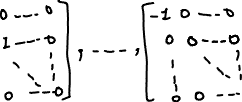 0 ---- 0
1 --- 0 ] , ----, [ -1 0 --- 0
0 0 --- 0
0 --- 0 0 0 --- 0